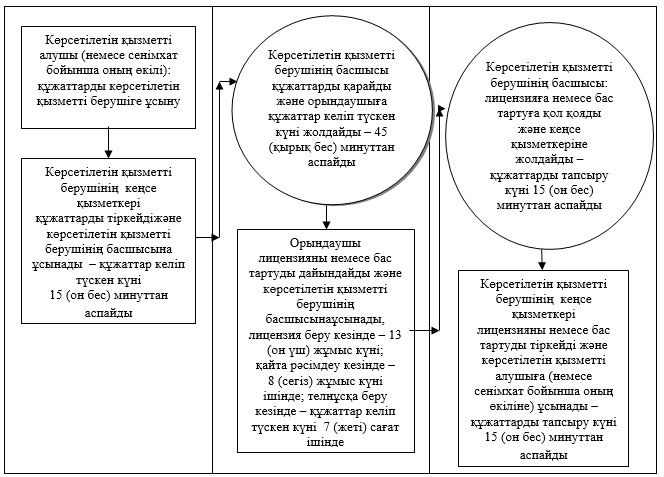 Көрсетілетін қызметті
алушы (немесе сенімхат
бойынша оның өкілі):
құжаттарды көрсетілетін
қызметті берушіге ұсыну
Көрсетілетін қызметті
берушінің кеңсе
қызметкері
құжаттарды тіркейдіжәне
көрсетілетін қызметті
берушінің басшысына
ұсынады – құжаттар келіп
түскен күні
15 (он бес) минуттан
аспайды
Көрсетілетін қызметті
берушінің басшысы
құжаттарды қарайды
және орындаушыға
құжаттар келіп түскен
күні жолдайды – 45
(қырық бес) минуттан
аспайды
Орындаушы
лицензияны немесе бас
тартуды дайындайды және
көрсетілетін қызметті
берушінің
басшысынаұсынады,
лицензия беру кезінде – 13
(он үш) жұмыс күні;
қайта рәсімдеу кезінде –
8 (сегіз) жұмыс күні
ішінде; телнұсқа беру
кезінде – құжаттар келіп
түскен күні 7 (жеті) сағат
ішінде
Көрсетілетін қызметті
берушінің басшысы:
лицензияға немесе бас
тартуға қол қояды
және кеңсе
қызметкеріне
жолдайды –
құжаттарды тапсыру
күні 15 (он бес)
минуттан аспайды
Көрсетілетін қызметті
берушінің кеңсе
қызметкері
лицензияны немесе бас
тартуды тіркейді және
көрсетілетін қызметті
алушыға (немесе
сенімхат бойынша оның
өкіліне) ұсынады –
құжаттарды тапсыру күні
15 (он бес) минуттан
аспайды